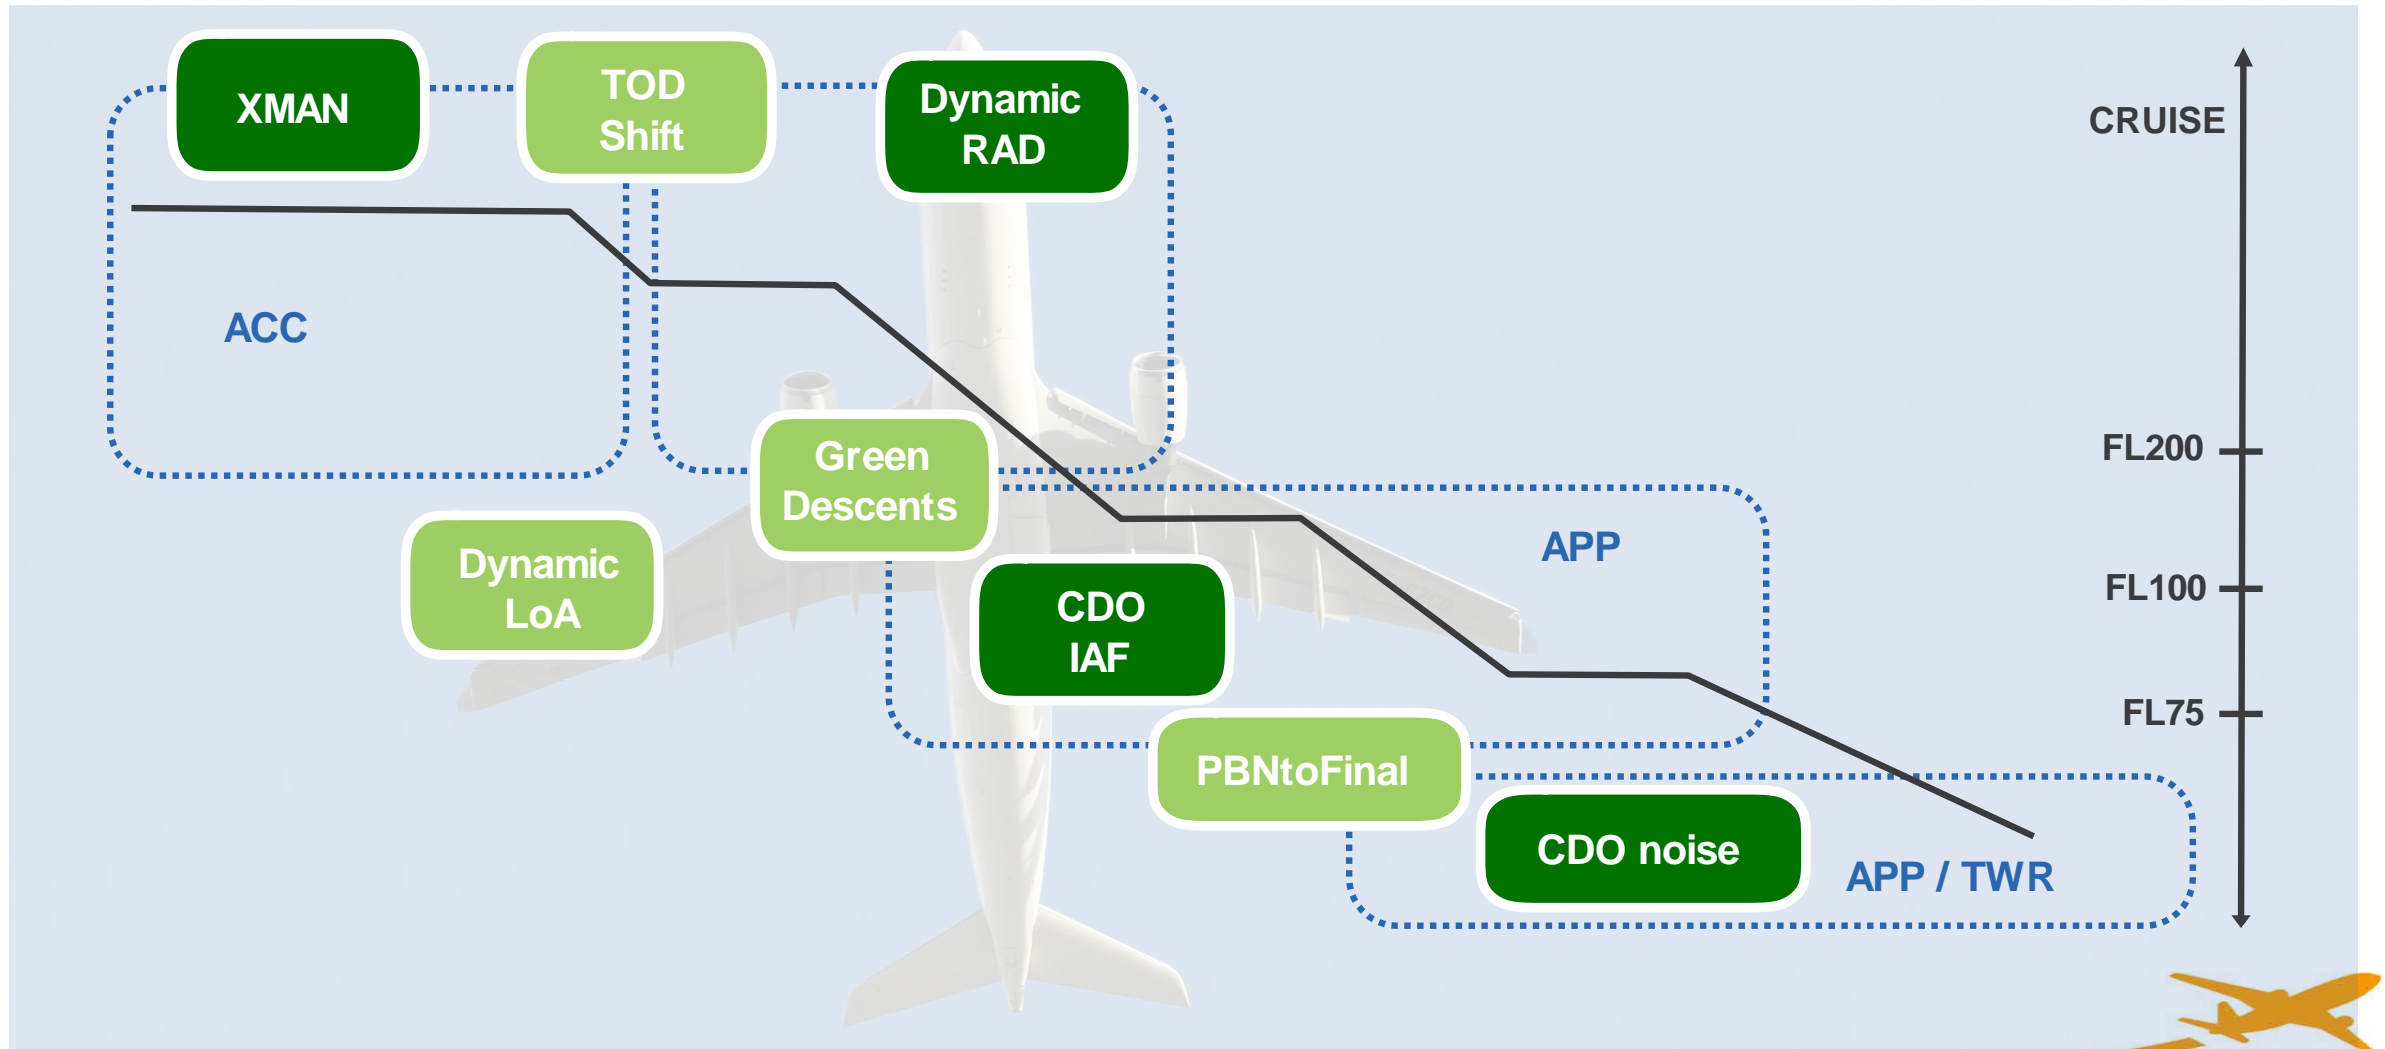 XMAN
TOD
Shift
Dynamic
RAD
CRUISE
ACC
Green
Descents
FL200
Dynamic
LoA
APP
CDO
IAF
FL100
FL75
PBNtoFinal
CDO noise
APP / TWR